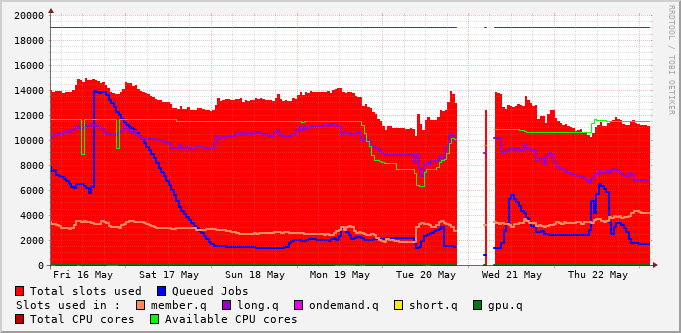 20000
18000
16000
14000
12000
10000
8000
6000
4000
2000
0
RRDTOOL / TOBI OETIKER
Fri 16 May Sat 17 May Sun 18 May Mon 19 May Tue 20 May Wed 21 May Thu 22 May
Total slots used Queued Jobs
Slots used in : member.q long.q ondemand.q short.q gpu.q
Total CPU cores Available CPU cores